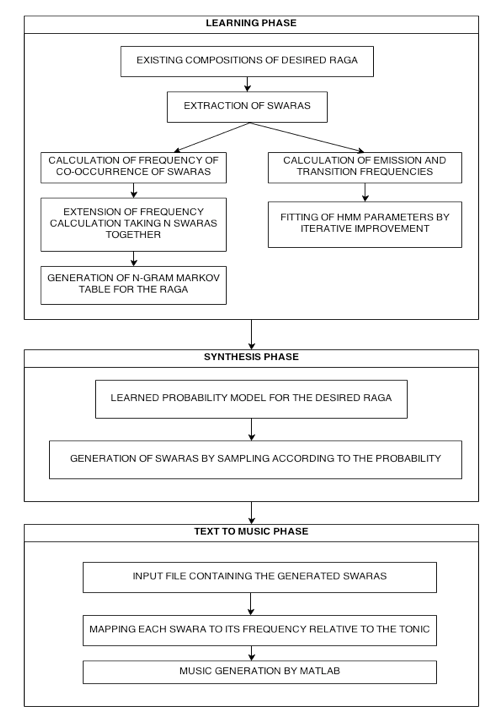 LEARNING PHASE
EXISTING COMPOSITIONS OF DESIRED RAGA
EXTRACTION OF SWARAS
CALCULATION OF FREQUENCY OF
CO-OCCURRENCE OF SWARAS
EXTENSION OF FREQUENCY
CALCULATION TAKING N SWARAS
TOGETHER
GENERATION OF N-GRAM MARKOV
TABLE FOR THE RAGA
CALCULATION OF EMISSION AND
TRANSITION FREQUENCIES
FITTING OF HMM PARAMETERS BY
ITERATIVE IMPROVEMENT
SYNTHESIS PHASE
LEARNED PROBABILITY MODEL FOR THE DESIRED RAGA
GENERATION OF SWARAS BY SAMPLING ACCORDING TO THE PROBABILITY
TEXT TO MUSIC PHASE
INPUT FILE CONTAINING THE GENERATED SWARAS
MAPPING EACH SWARA TO ITS FREQUENCY RELATIVE TO THE TONIC
MUSIC GENERATION BY MATLAB